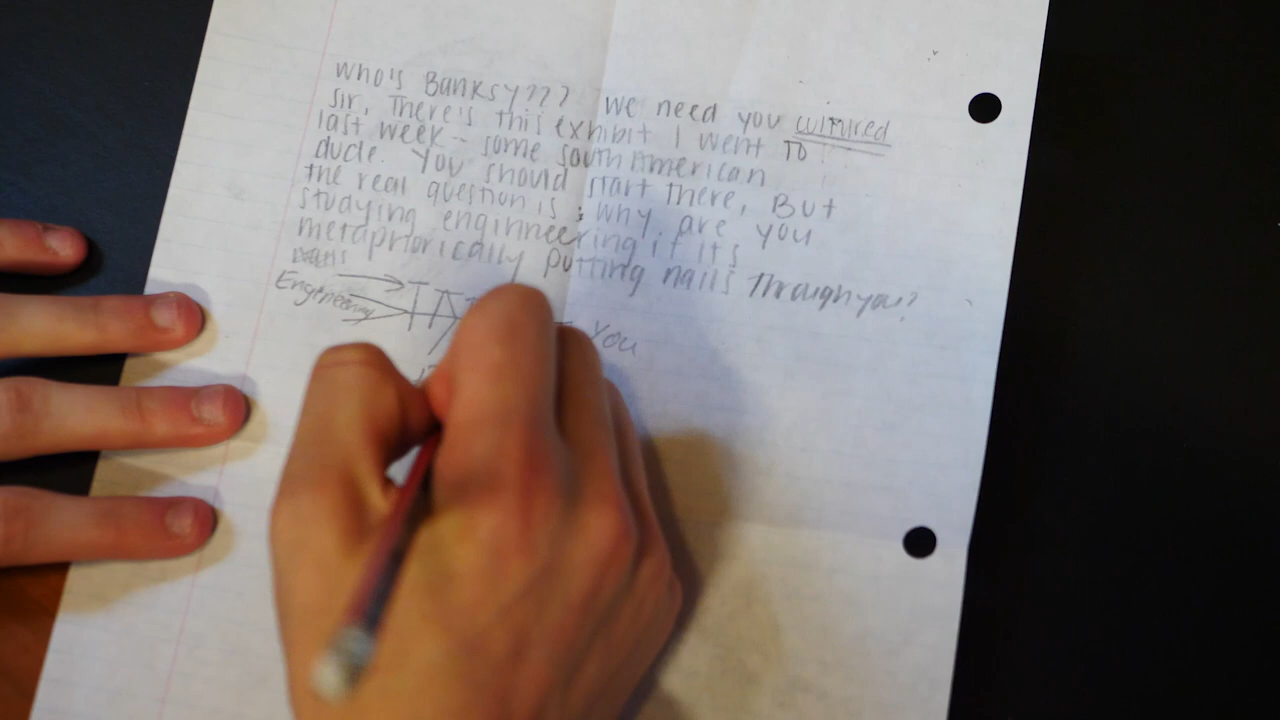 WHO'S BANKSY??? We need you cultured
sir. There's this exhibit I went TO
last week-- some south American
dude. You should start there, But
the real question is: why are you
studying enginneering if its
metaphorically putting nails Through you?
Engineering
You